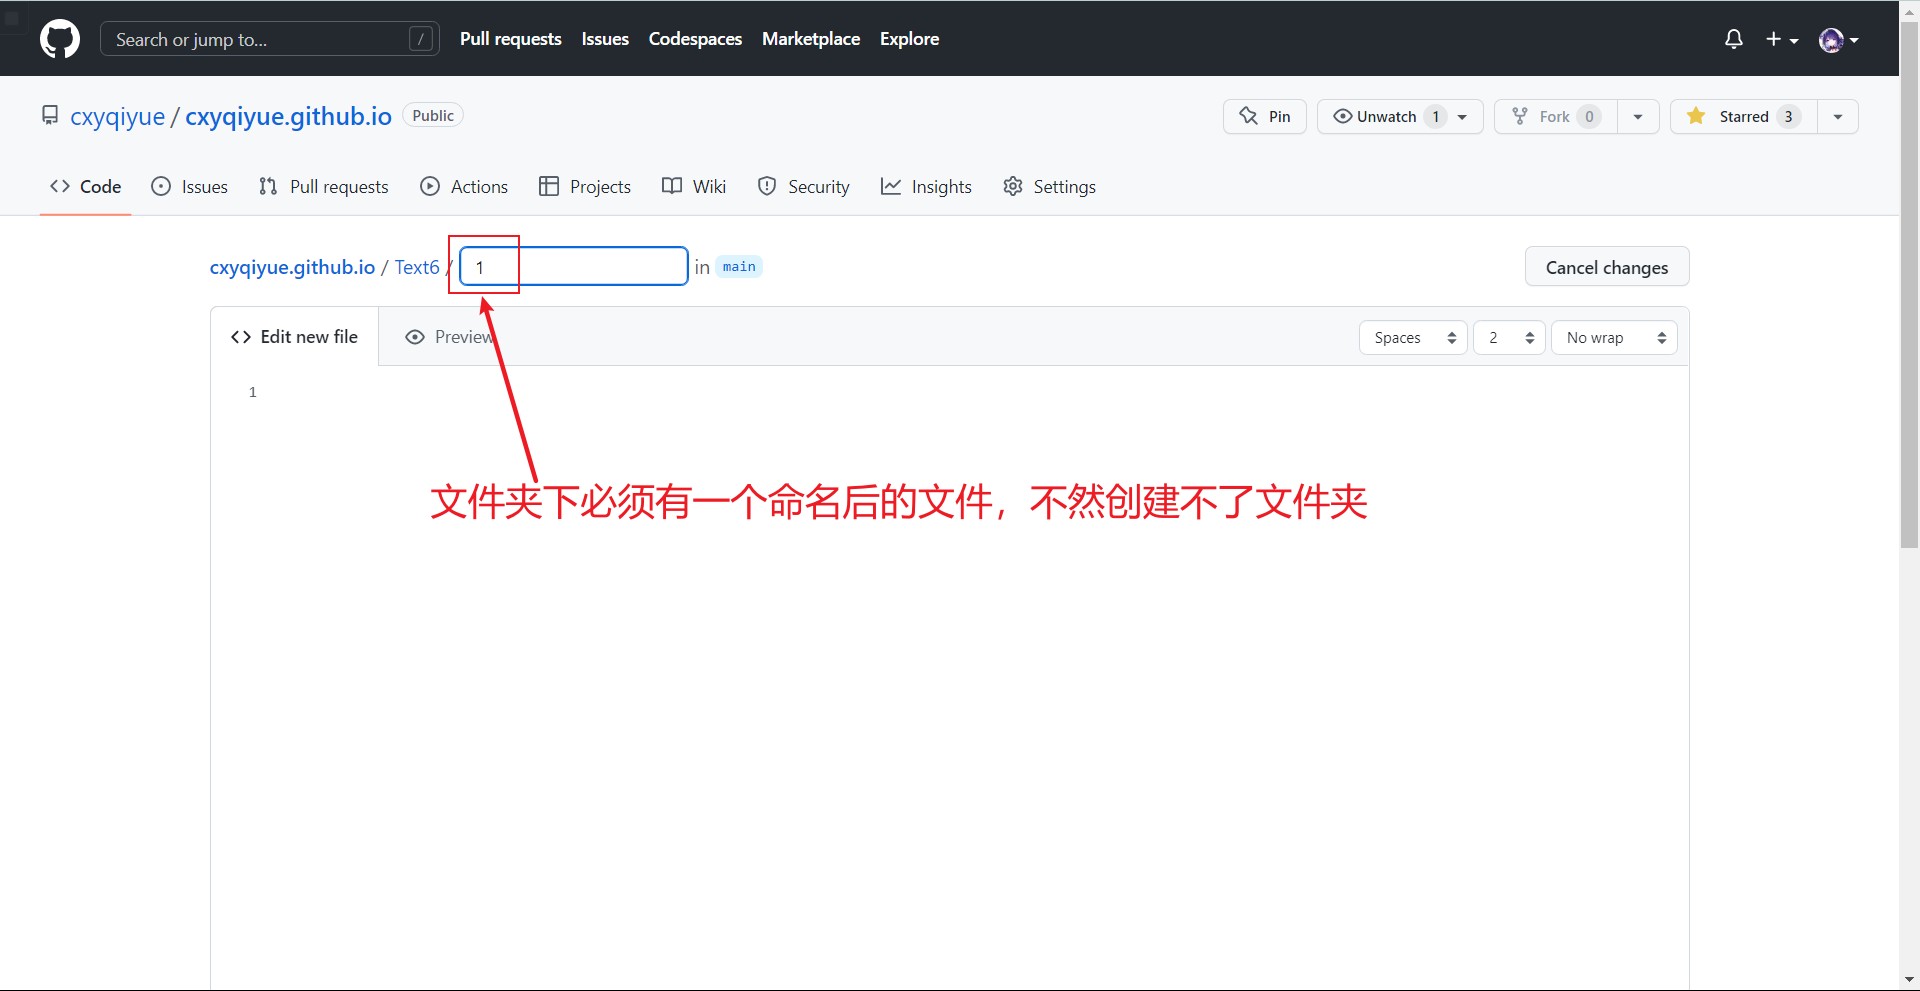 Search or jump to... /
Pull requests Issues Codespaces Marketplace Explore
cxyqiyue / cxyqiyue.github.io Public
Pin Unwatch 1 Fork 0 Starred 3
Code Issues Pull requests Actions Projects Wiki Security Insights Settings
cxyqiyue.github.io / Text6 / 1 in main Cancel changes
Edit new file Preview Spaces 2 No wrap
1
文件夹下必须有一个命名后的文件，不然创建不了文件夹